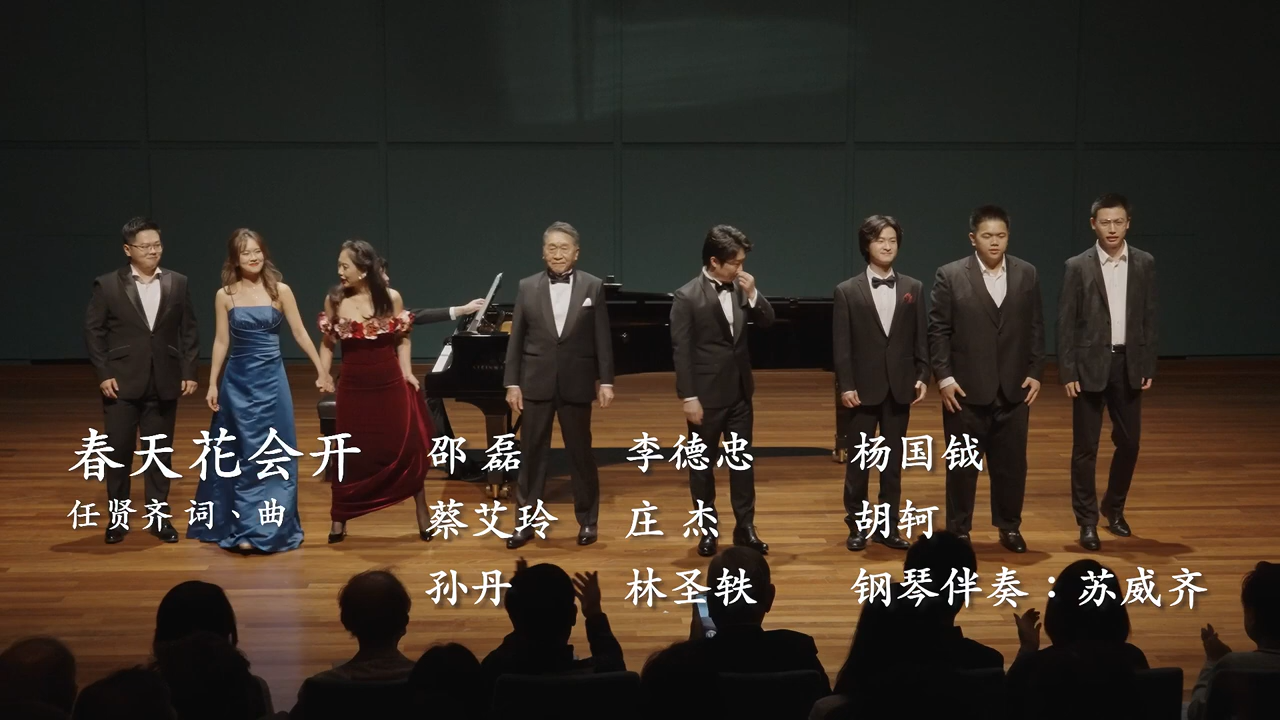 春天花会开
任贤齐 词、曲
邵磊 李德忠 杨国钺
蔡艾玲 庄杰 胡轲
孙丹 林圣轶 钢琴伴奏：苏威齐